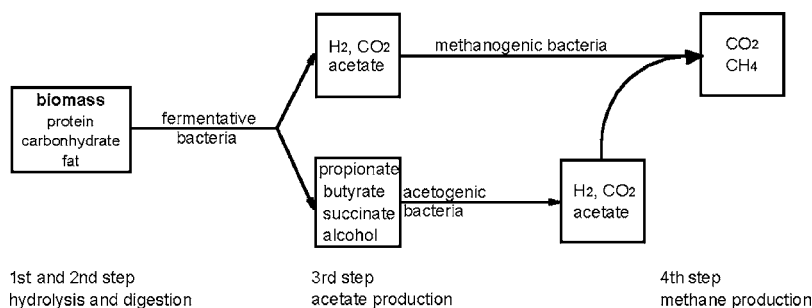 biomass
protein
carbonhydrate
fat
fermentative
bacteria
H2, CO2
acetate
methanogenic bacteria
CO2
CH4
propionate
butyrate
succinate
alcohol
acetogenic
bacteria
H2, CO2
acetate
1st and 2nd step
hydrolysis and digestion
3rd step
acetate production
4th step
methane production